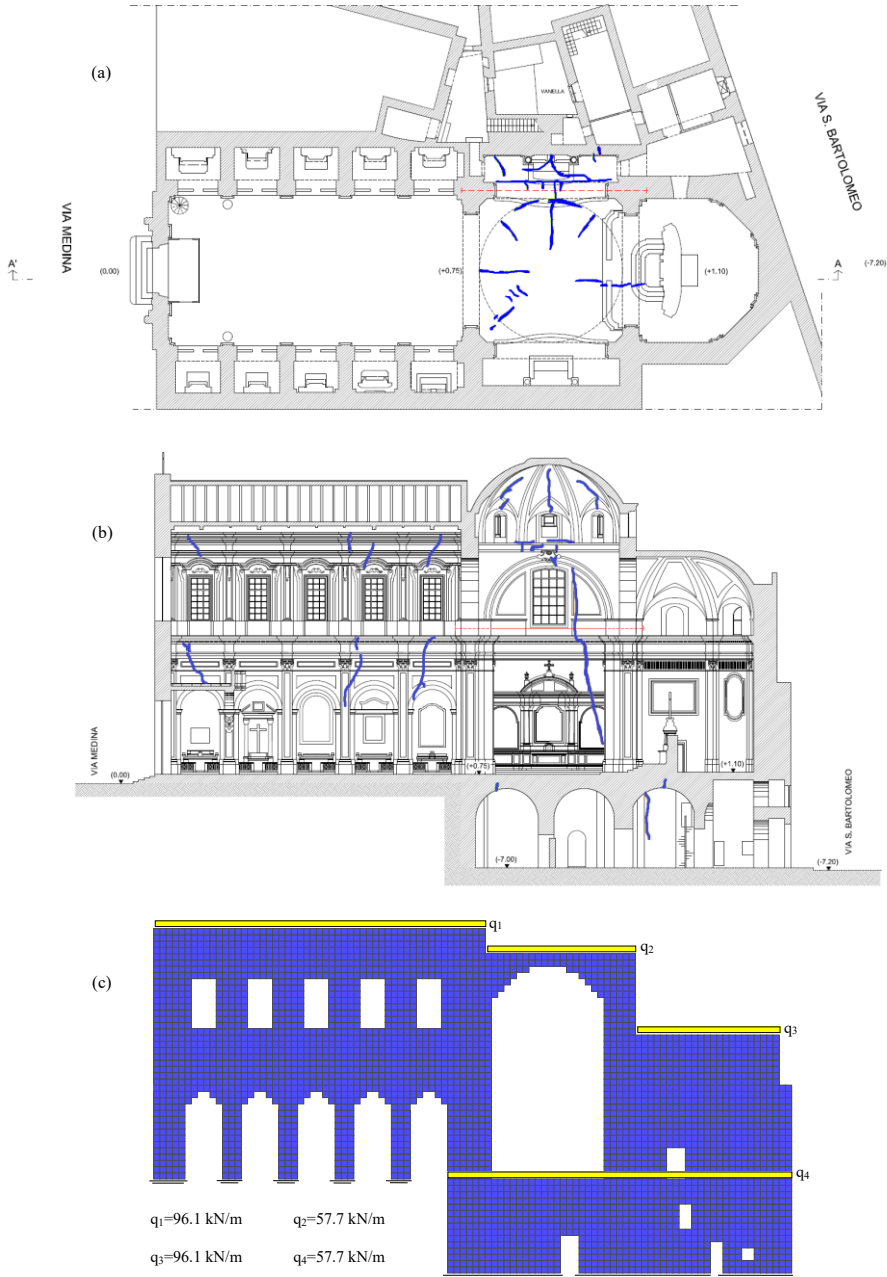 (a)
VANELLA
VIA S. BARTOLOMEO
VIA MEDINA
A'
(0.00)
(+0.75)
(+1.10)
A
(-7.20)
(b)
VIA MEDINA
(0.00)
(+0.75)
(+1.10)
(-7.00)
(-7.20)
VIA S. BARTOLOMEO
(c)
q₁
q₂
q₃
q₄
q₁=96.1 kN/m q₂=57.7 kN/m
q₃=96.1 kN/m q₄=57.7 kN/m